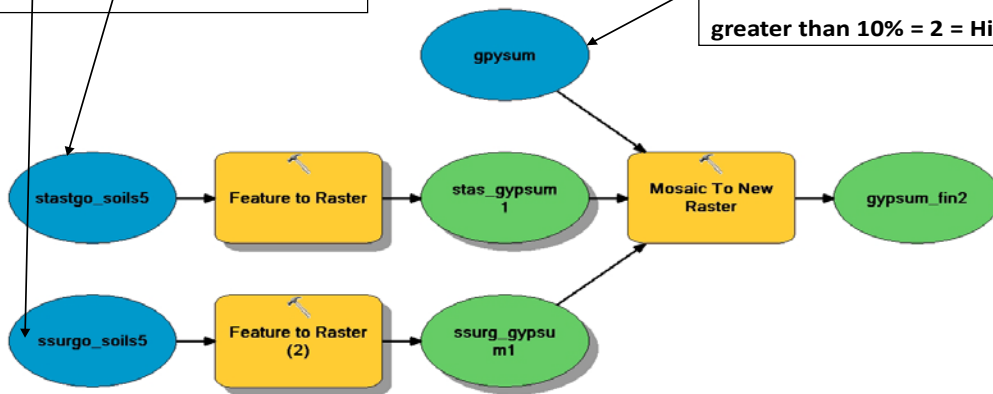 greater than 10% = 2 = Hi
gpysum
stastgo_soils5
Feature to Raster
stas_gypsum
1
Mosaic To New
Raster
gypsum_fin2
ssurgo_soils5
Feature to Raster
(2)
ssurg_gypsu
m1